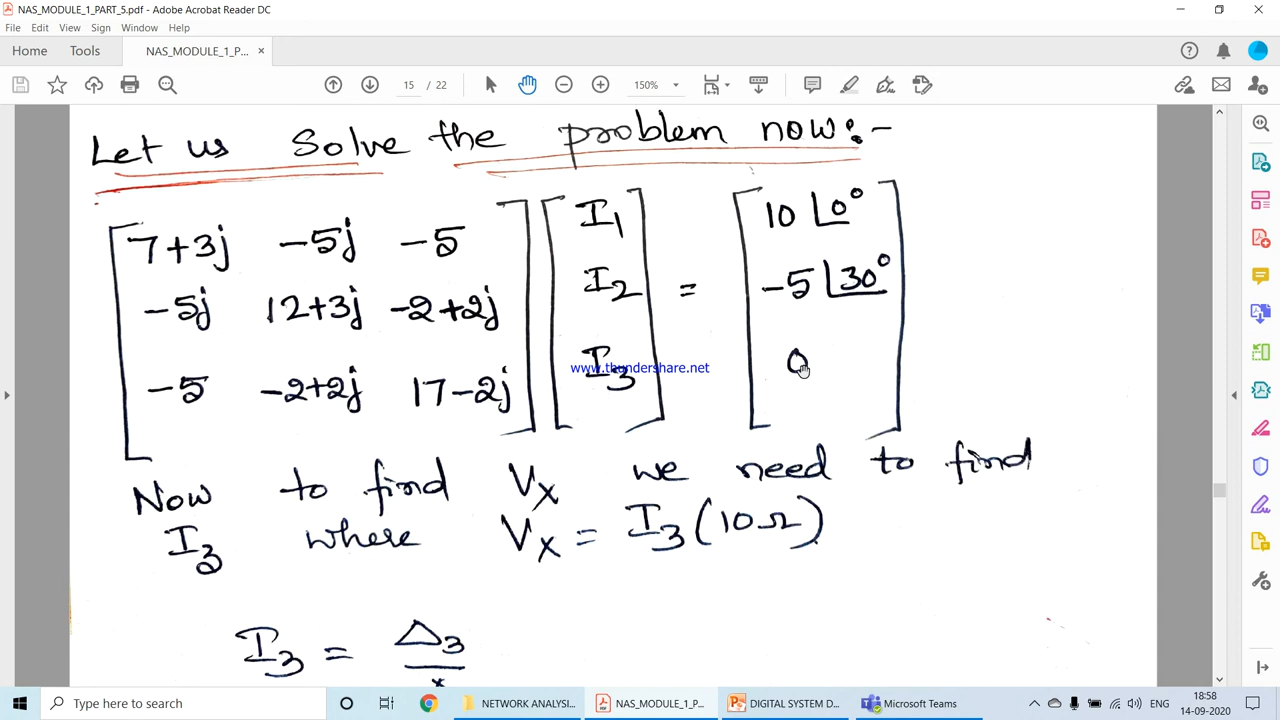 NAS_MODULE_1_PART_5.pdf - Adobe Acrobat Reader DC
File Edit View Sign Window Help
Home Tools NAS_MODULE_1_P... ×
15 / 22 150%
Let us Solve the problem now:-
7+3j -5j -5 I1 10∠0°
-5j 12+3j -2+2j I2 = -5∠30°
-5 -2+2j 17-2j I3 0
www.thundershare.net
Now to find Vx we need to find
I3 where Vx = I3(10Ω)
I3 = Δ3
Type here to search NETWORK ANALYSI... NAS_MODULE_1_P... DIGITAL SYSTEM D... Microsoft Teams 18:58
14-09-2020